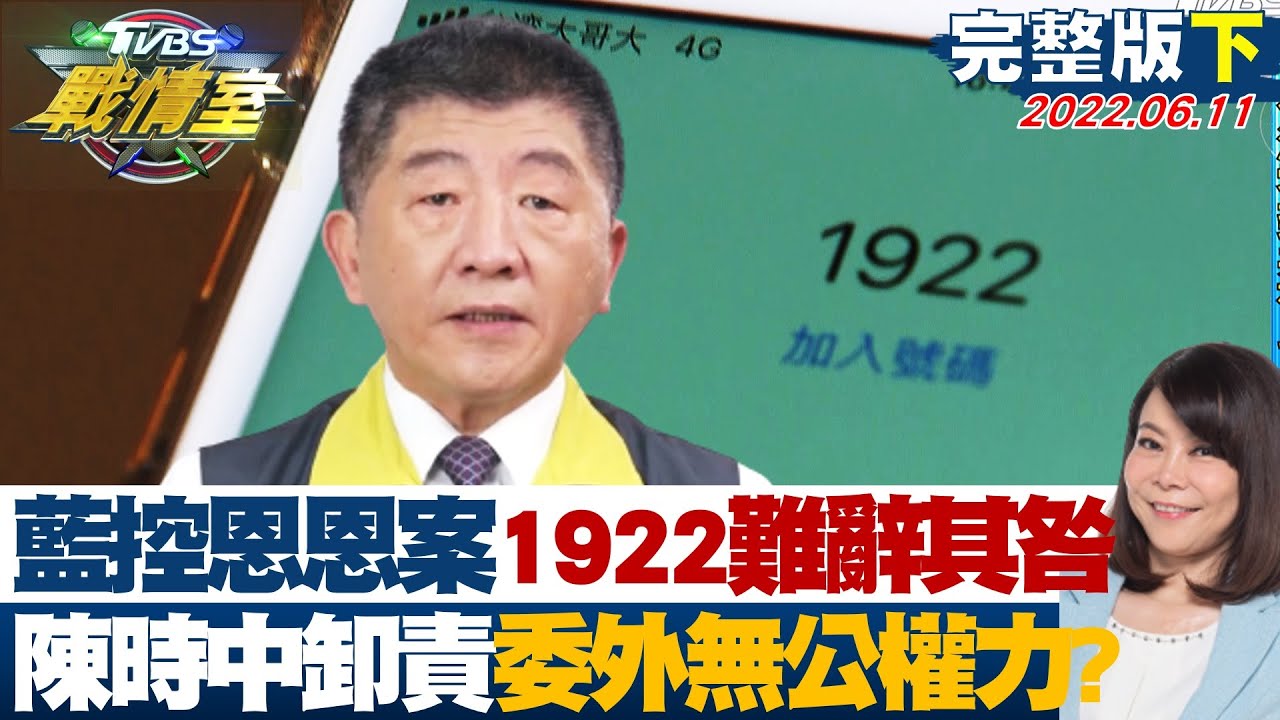 TVBS
戰情室
台灣大哥大 4G
完整版下
2022.06.11
1922
加入號碼
藍控恩恩案1922難辭其咎
陳時中卸責委外無公權力?